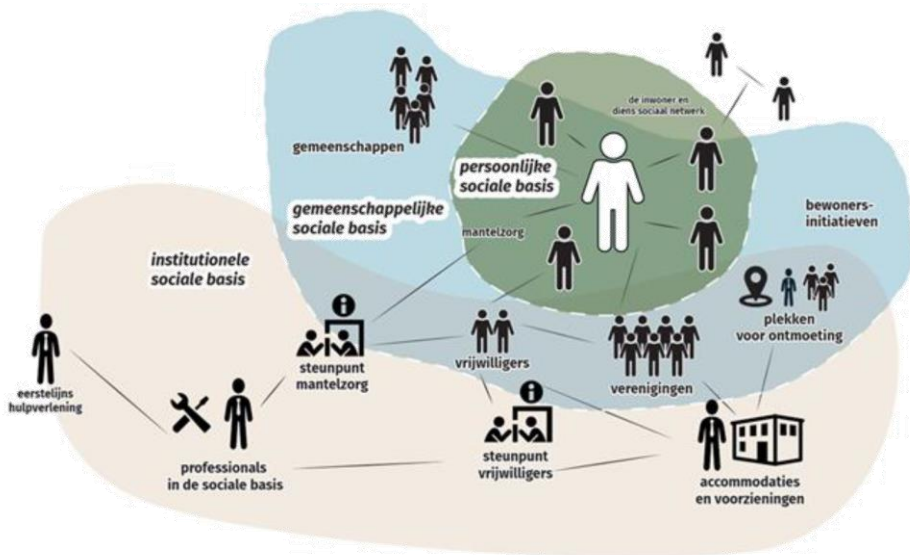 de inwoner en
diens sociaal netwerk
gemeenschappen
persoonlijke
sociale basis
gemeenschappelijke
sociale basis
mantelzorg
bewoners-
initiatieven
institutionele
sociale basis
plekken
voor ontmoeting
steunpunt
mantelzorg
vrijwilligers
verenigingen
eerstelijns
hulpverlening
professionals
in de sociale basis
steunpunt
vrijwilligers
accommodaties
en voorzieningen